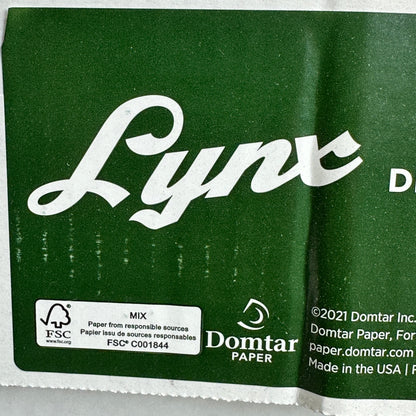 Lynx
D
FSC
www.fsc.org
MIX
Paper from responsible sources
Papier issu de sources responsables
FSC® C001844
Domtar
PAPER
©2021 Domtar Inc.
Domtar Paper, For
paper.domtar.com
Made in the USA | F